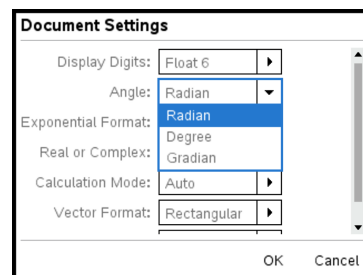 Document Settings
Display Digits: Float 6
Angle: Radian
Radian
Exponential Format:
Degree
Real or Complex:
Gradian
Calculation Mode: Auto
Vector Format: Rectangular
OK Cancel